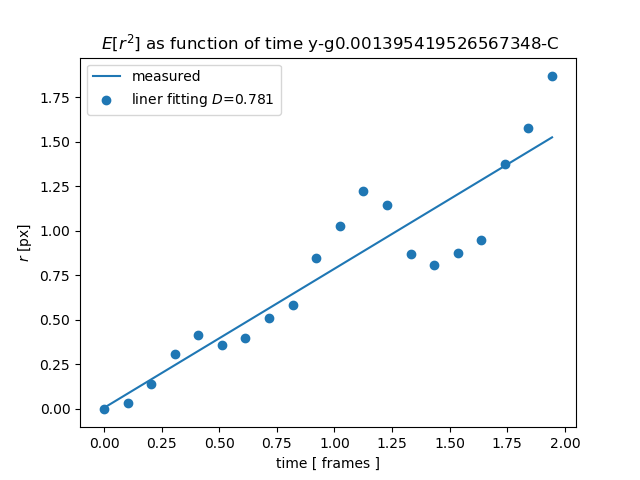 E[r²] as function of time y-g0.001395419526567348-C
measured
liner fitting D=0.781
1.75
1.50
1.25
1.00
0.75
0.50
0.25
0.00
r [px]
0.00 0.25 0.50 0.75 1.00 1.25 1.50 1.75 2.00
time [ frames ]